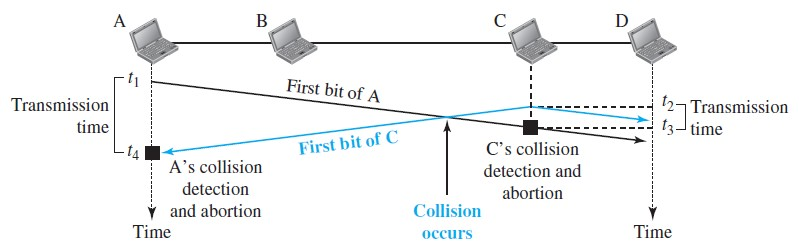 A B C D
t1
First bit of A
Transmission
time
t2
t3
Transmission
time
First bit of C
t4
A's collision
detection
and abortion
C's collision
detection and
abortion
Collision
occurs
Time
Time